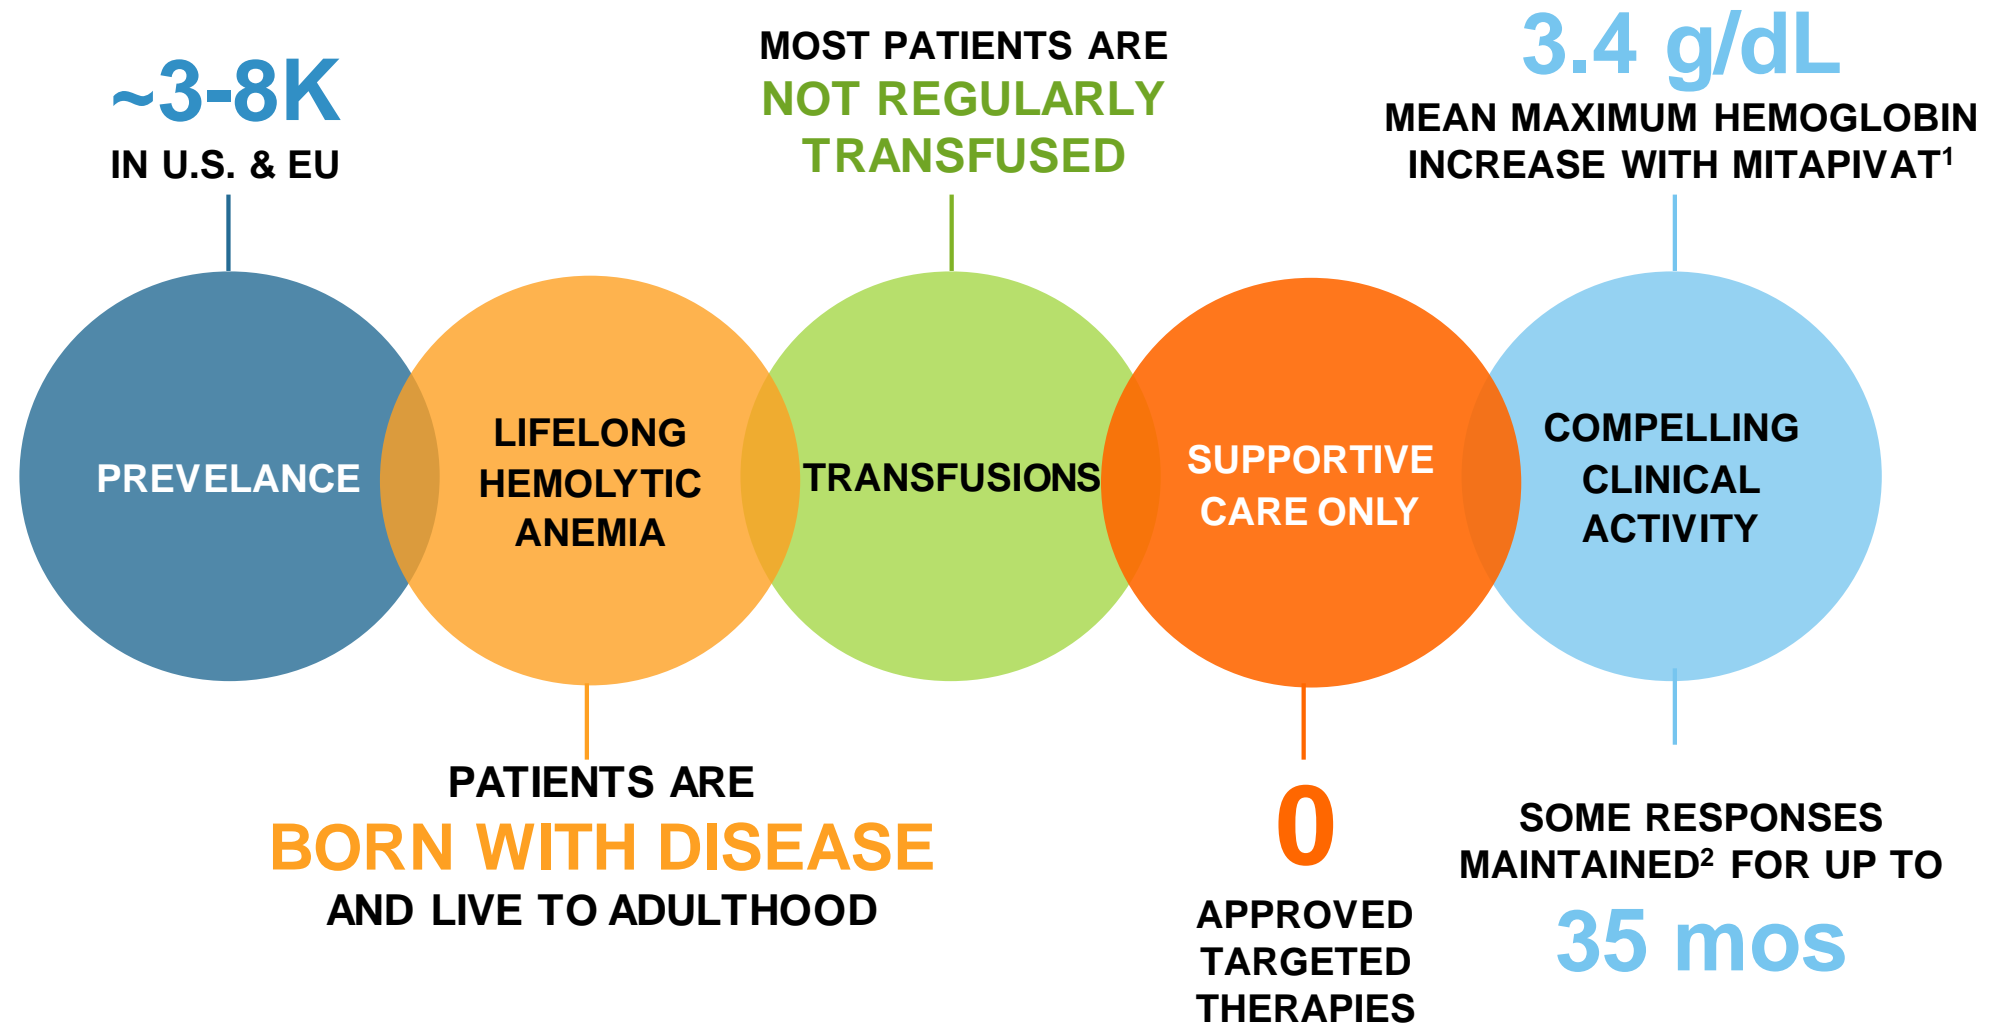 ~3-8K
IN U.S. & EU
PREVELANCE
LIFELONG
HEMOLYTIC
ANEMIA
PATIENTS ARE
BORN WITH DISEASE
AND LIVE TO ADULTHOOD
MOST PATIENTS ARE
NOT REGULARLY
TRANSFUSED
TRANSFUSIONS
SUPPORTIVE
CARE ONLY
0
APPROVED
TARGETED
THERAPIES
3.4 g/dL
MEAN MAXIMUM HEMOGLOBIN
INCREASE WITH MITAPIVAT¹
COMPELLING
CLINICAL
ACTIVITY
SOME RESPONSES
MAINTAINED² FOR UP TO
35 mos